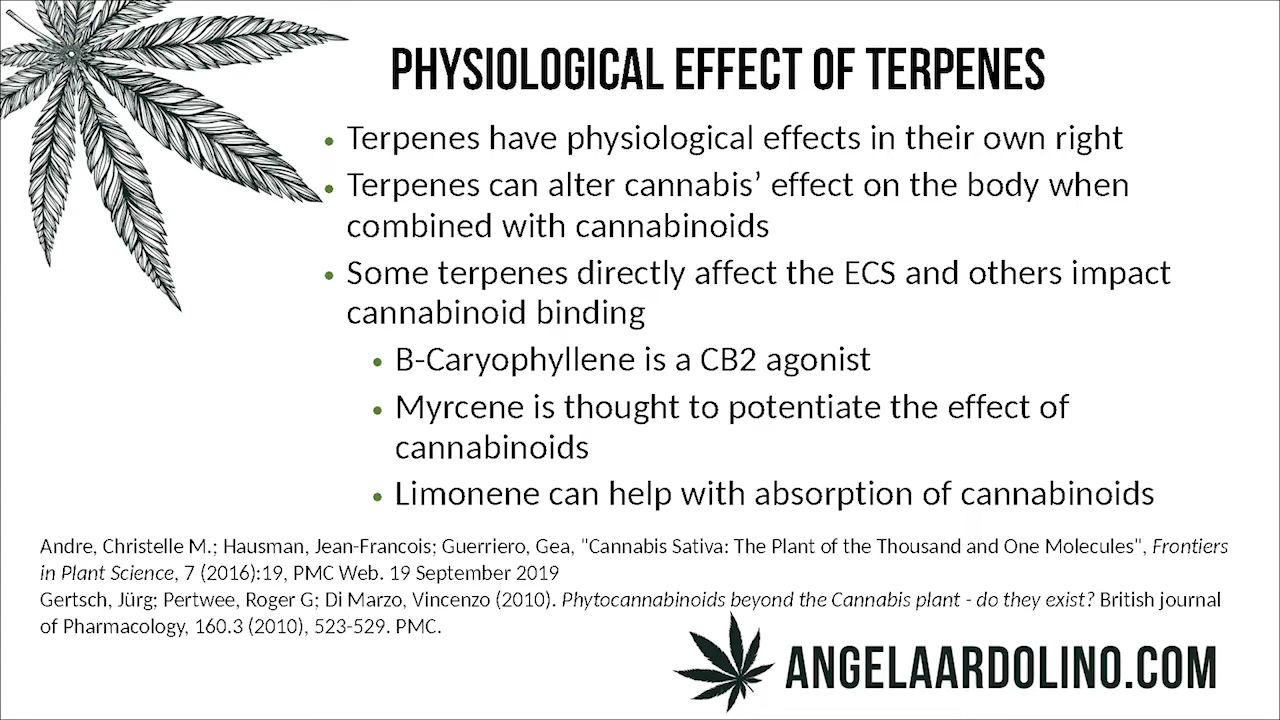 PHYSIOLOGICAL EFFECT OF TERPENES
• Terpenes have physiological effects in their own right
• Terpenes can alter cannabis’ effect on the body when
combined with cannabinoids
• Some terpenes directly affect the ECS and others impact
cannabinoid binding
• B-Caryophyllene is a CB2 agonist
• Myrcene is thought to potentiate the effect of
cannabinoids
• Limonene can help with absorption of cannabinoids
Andre, Christelle M.; Hausman, Jean-Francois; Guerriero, Gea, "Cannabis Sativa: The Plant of the Thousand and One Molecules", Frontiers
in Plant Science, 7 (2016):19, PMC Web. 19 September 2019
Gertsch, Jürg; Pertwee, Roger G; Di Marzo, Vincenzo (2010). Phytocannabinoids beyond the Cannabis plant - do they exist? British journal
of Pharmacology, 160.3 (2010), 523-529. PMC.
ANGELAARDOLINO.COM